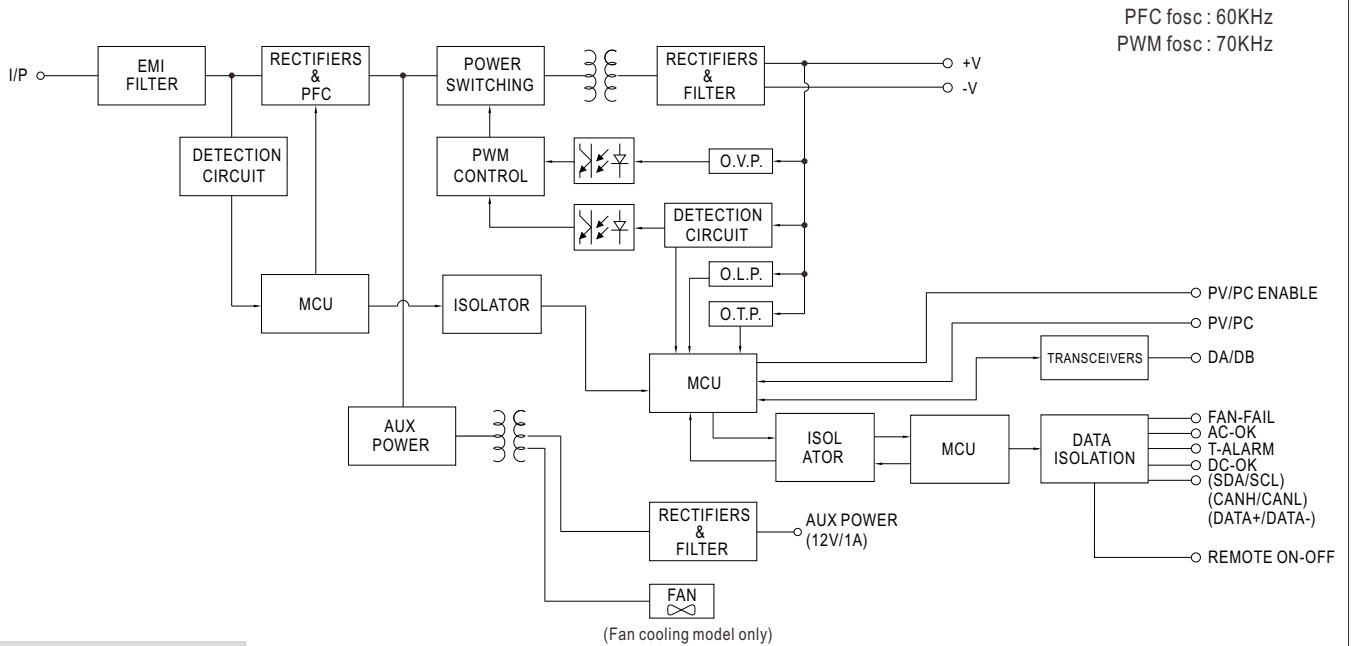 PFC fosc : 60KHz
PWM fosc : 70KHz
I/P
EMI
FILTER
RECTIFIERS
&
PFC
POWER
SWITCHING
RECTIFIERS
&
FILTER
+V
-V
DETECTION
CIRCUIT
PWM
CONTROL
O.V.P.
DETECTION
CIRCUIT
O.L.P.
O.T.P.
MCU
ISOLATOR
PV/PC ENABLE
PV/PC
TRANSCEIVERS
DA/DB
MCU
AUX
POWER
ISOL
ATOR
MCU
DATA
ISOLATION
FAN-FAIL
AC-OK
T-ALARM
DC-OK
(SDA/SCL)
(CANH/CANL)
(DATA+/DATA-)
RECTIFIERS
&
FILTER
AUX POWER
(12V/1A)
REMOTE ON-OFF
FAN
(Fan cooling model only)